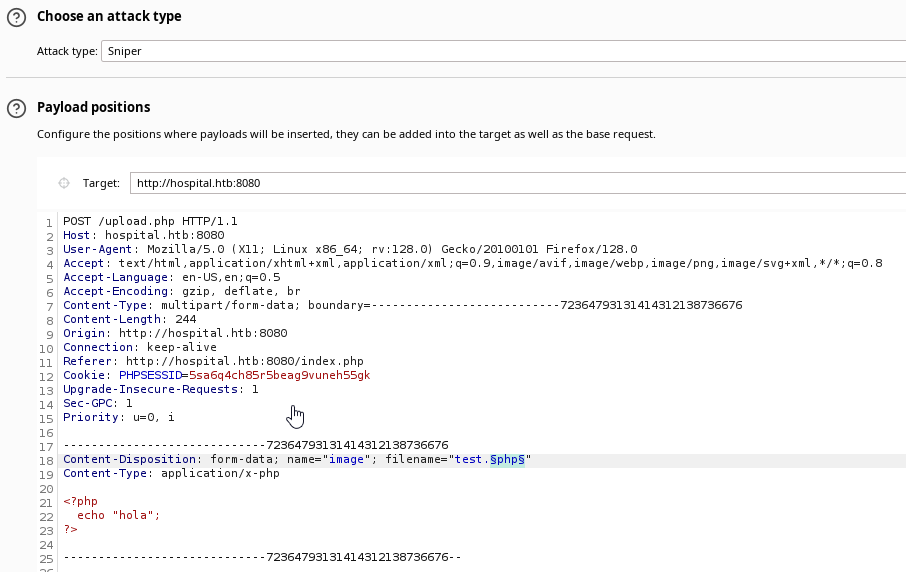 Choose an attack type
Attack type: Sniper
Payload positions
Configure the positions where payloads will be inserted, they can be added into the target as well as the base request.
Target: http://hospital.htb:8080
1 POST /upload.php HTTP/1.1
2 Host: hospital.htb:8080
3 User-Agent: Mozilla/5.0 (X11; Linux x86_64; rv:128.0) Gecko/20100101 Firefox/128.0
4 Accept: text/html,application/xhtml+xml,application/xml;q=0.9,image/avif,image/webp,image/png,image/svg+xml,*/*;q=0.8
5 Accept-Language: en-US,en;q=0.5
6 Accept-Encoding: gzip, deflate, br
7 Content-Type: multipart/form-data; boundary=---------------------------72364793131414312138736676
8 Content-Length: 244
9 Origin: http://hospital.htb:8080
10 Connection: keep-alive
11 Referer: http://hospital.htb:8080/index.php
12 Cookie: PHPSESSID=5sa6q4ch85r5beag9vuneh55gk
13 Upgrade-Insecure-Requests: 1
14 Sec-GPC: 1
15 Priority: u=0, i
16
17 -----------------------------72364793131414312138736676
18 Content-Disposition: form-data; name="image"; filename="test.§php§"
19 Content-Type: application/x-php
20
21 <?php
22 echo "hola";
23 ?>
24
25 -----------------------------72364793131414312138736676--